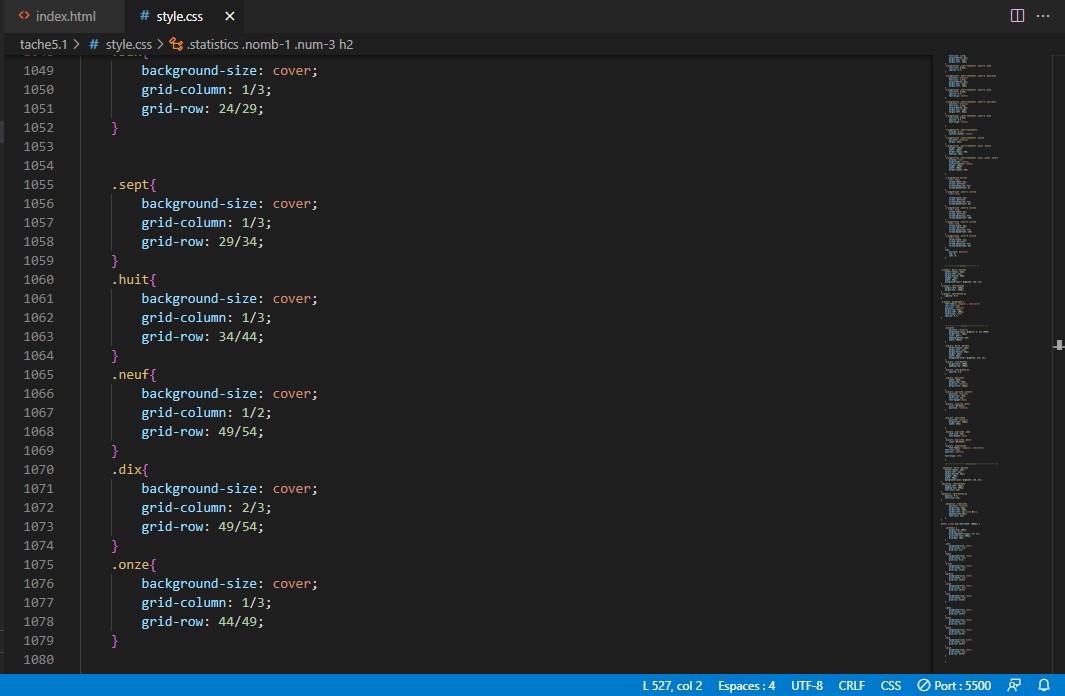 index.html
# style.css
tache5.1 > # style.css > .statistics .nomb-1 .num-3 h2
1049 background-size: cover;
1050 grid-column: 1/3;
1051 grid-row: 24/29;
1052 }
1053
1054
1055 .sept{
1056 background-size: cover;
1057 grid-column: 1/3;
1058 grid-row: 29/34;
1059 }
1060 .huit{
1061 background-size: cover;
1062 grid-column: 1/3;
1063 grid-row: 34/44;
1064 }
1065 .neuf{
1066 background-size: cover;
1067 grid-column: 1/2;
1068 grid-row: 49/54;
1069 }
1070 .dix{
1071 background-size: cover;
1072 grid-column: 2/3;
1073 grid-row: 49/54;
1074 }
1075 .onze{
1076 background-size: cover;
1077 grid-column: 1/3;
1078 grid-row: 44/49;
1079 }
1080
L 527, col 2 Espaces : 4 UTF-8 CRLF CSS Port : 5500